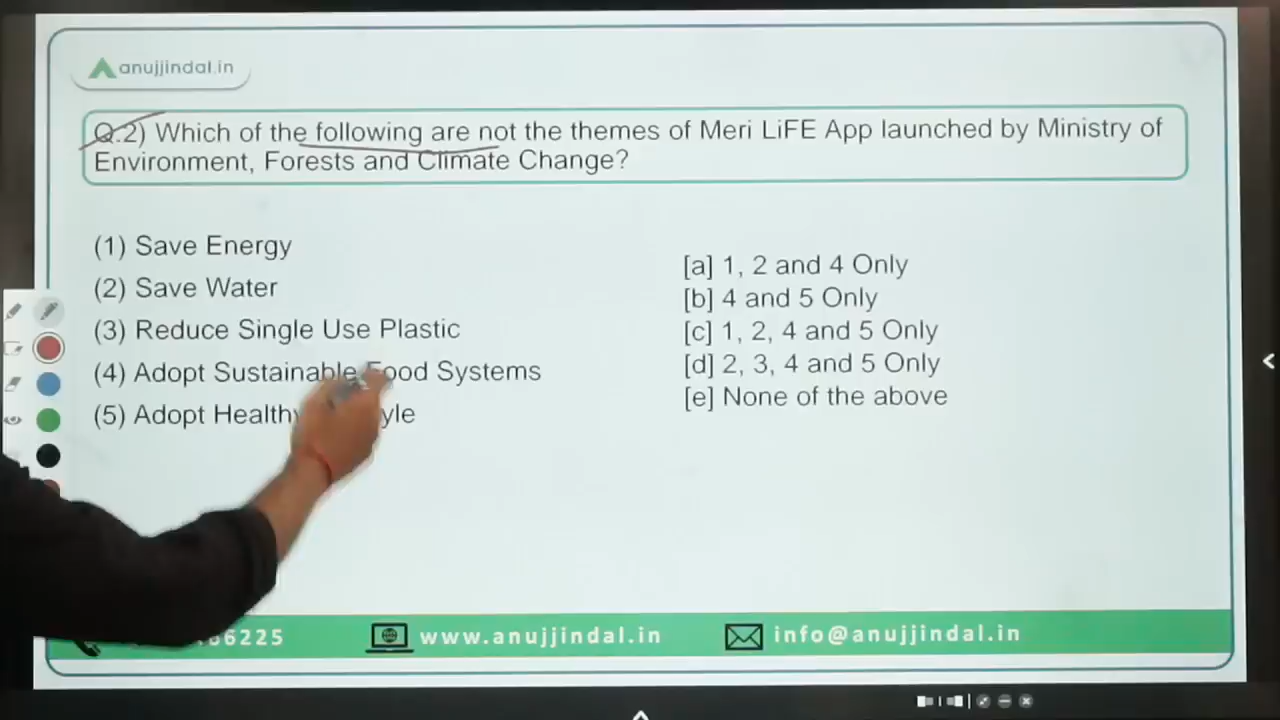 anujjindal.in
Q.2) Which of the following are not the themes of Meri LiFE App launched by Ministry of
Environment, Forests and Climate Change?
(1) Save Energy
(2) Save Water
(3) Reduce Single Use Plastic
(4) Adopt Sustainable Food Systems
(5) Adopt Healthy
[a] 1, 2 and 4 Only
[b] 4 and 5 Only
[c] 1, 2, 4 and 5 Only
[d] 2, 3, 4 and 5 Only
[e] None of the above
66225
www.anujjindal.in
info@anujjindal.in